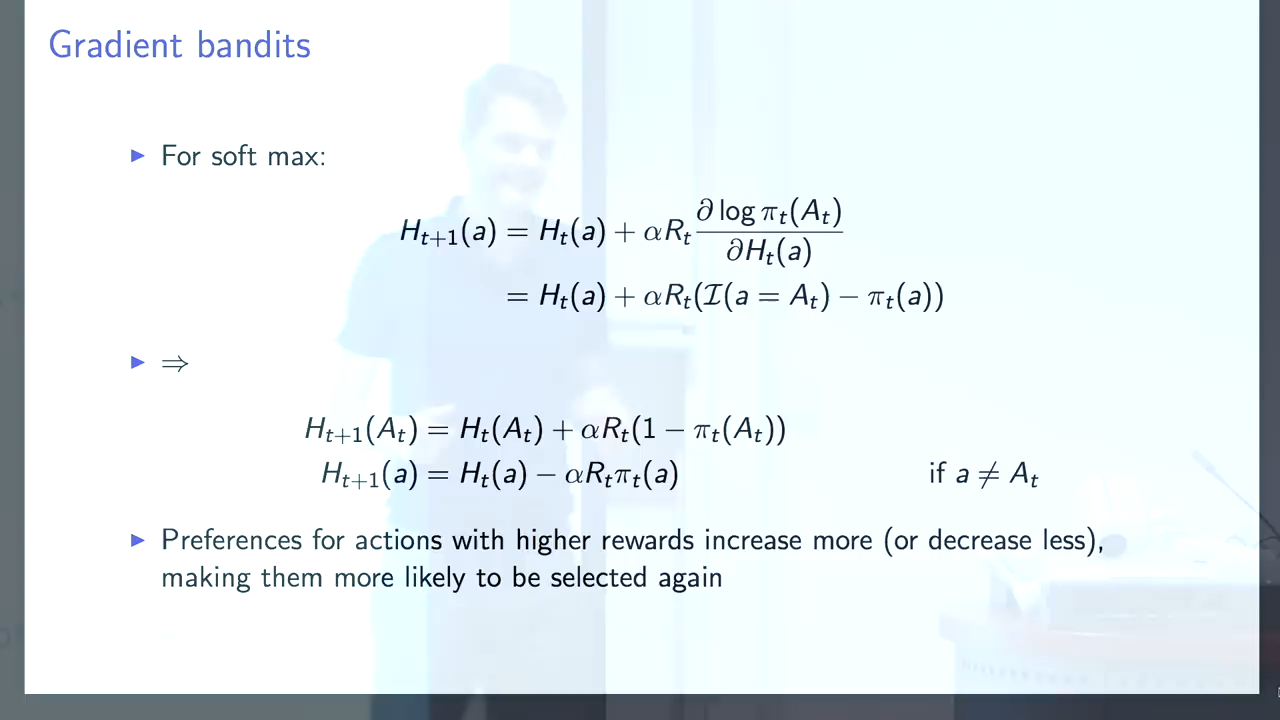 Gradient bandits
▶ For soft max:
H_{t+1}(a) = H_t(a) + αR_t ∂ log π_t(A_t) / ∂H_t(a)
= H_t(a) + αR_t(ℐ(a = A_t) − π_t(a))
▶ ⇒
H_{t+1}(A_t) = H_t(A_t) + αR_t(1 − π_t(A_t))
H_{t+1}(a) = H_t(a) − αR_tπ_t(a) if a ≠ A_t
▶ Preferences for actions with higher rewards increase more (or decrease less),
making them more likely to be selected again